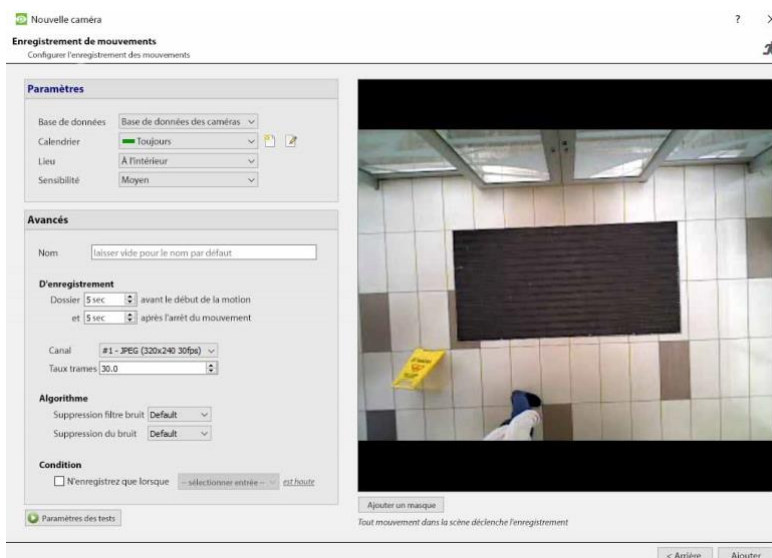 Nouvelle caméra
?
Enregistrement de mouvements
Configurer l'enregistrement des mouvements
Paramètres
Base de données Base de données des caméras
Calendrier Toujours
Lieu À l'intérieur
Sensibilité Moyen
Avancés
Nom laisser vide pour le nom par défaut
D'enregistrement
Dossier 5 sec avant le début de la motion
et 5 sec après l'arrêt du mouvement
Canal #1 - JPEG (320x240 30fps)
Taux trames 30.0
Algorithme
Suppression filtre bruit Default
Suppression du bruit Default
Condition
N'enregistrez que lorsque -- sélectionner entrée -- est haute
Paramètres des tests
Ajouter un masque
Tout mouvement dans la scène déclenche l'enregistrement
< Arrière Ajouter